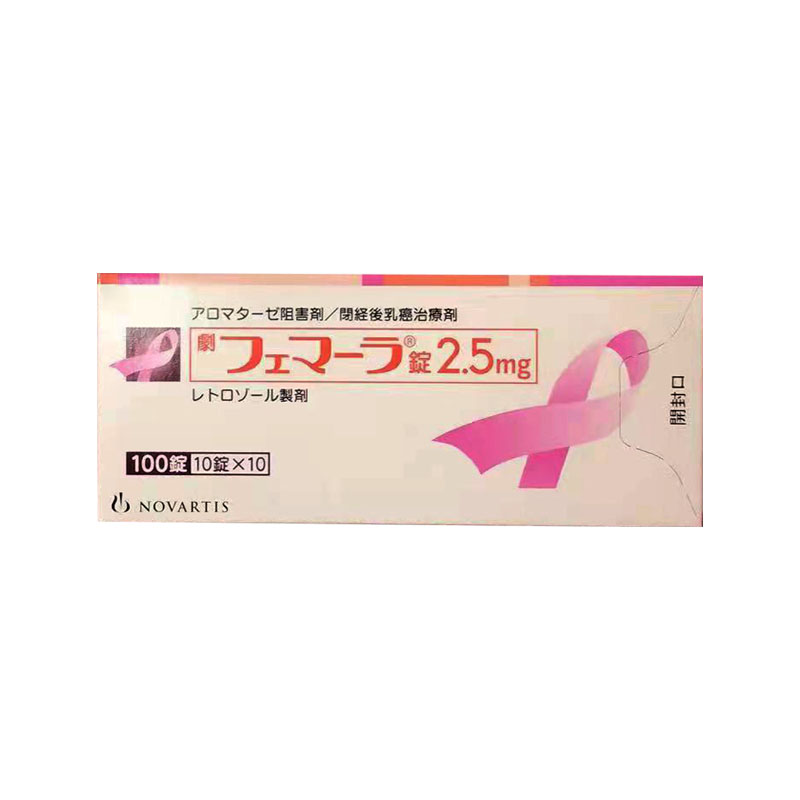 アロマターゼ阻害剤／閉経後乳癌治療剤
劇 フェマーラ®錠 2.5mg
レトロゾール製剤
100錠 10錠×10
NOVARTIS
開封口